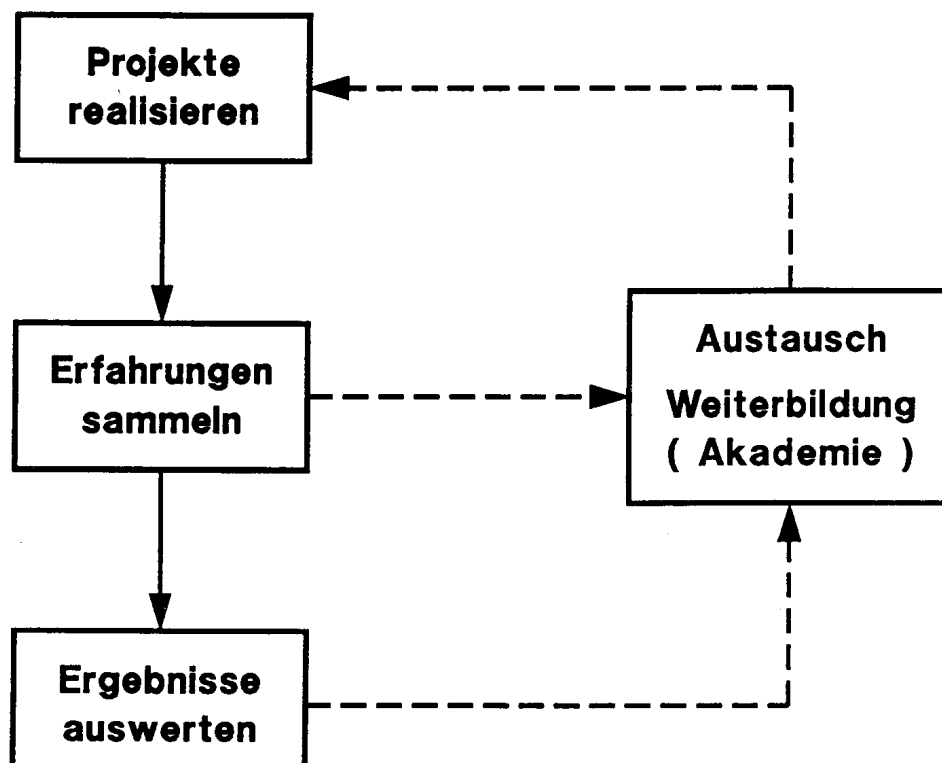 Projekte
realisieren
Erfahrungen
sammeln
Austausch
Weiterbildung
( Akademie )
Ergebnisse
auswerten